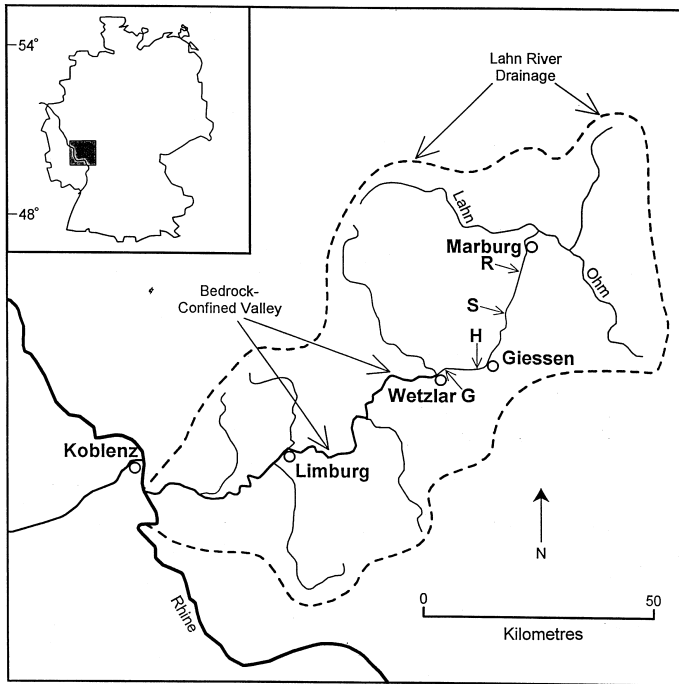 54°
48°
Lahn River
Drainage
Lahn
Marburg
R
Ohm
S
Bedrock-
Confined Valley
H
Giessen
Wetzlar G
Koblenz
Limburg
N
Rhine
0
50
Kilometres